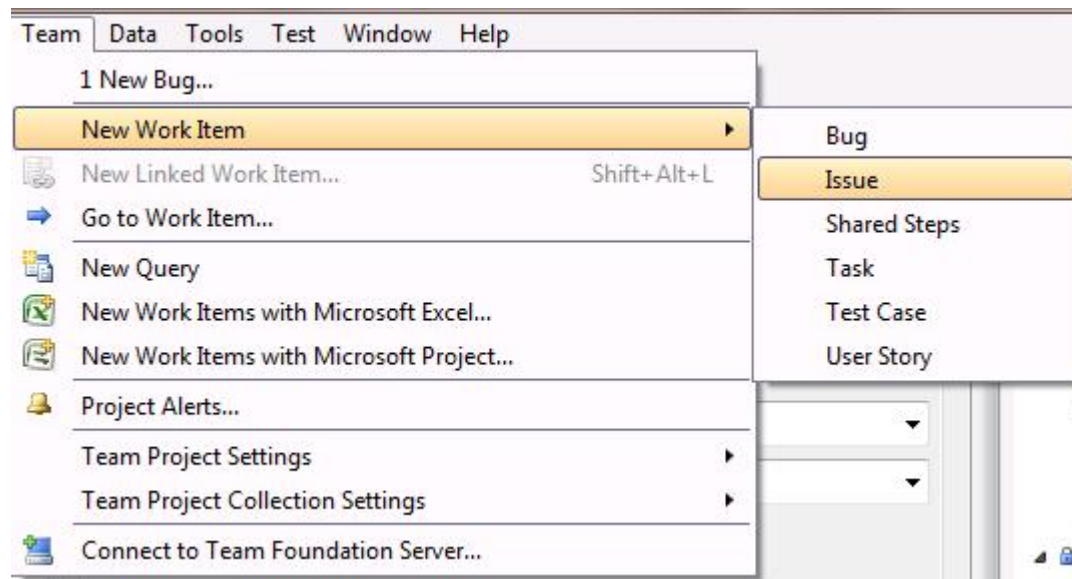 Team Data Tools Test Window Help
1 New Bug...
New Work Item
New Linked Work Item... Shift+Alt+L
Go to Work Item...
New Query
New Work Items with Microsoft Excel...
New Work Items with Microsoft Project...
Project Alerts...
Team Project Settings
Team Project Collection Settings
Connect to Team Foundation Server...
Bug
Issue
Shared Steps
Task
Test Case
User Story